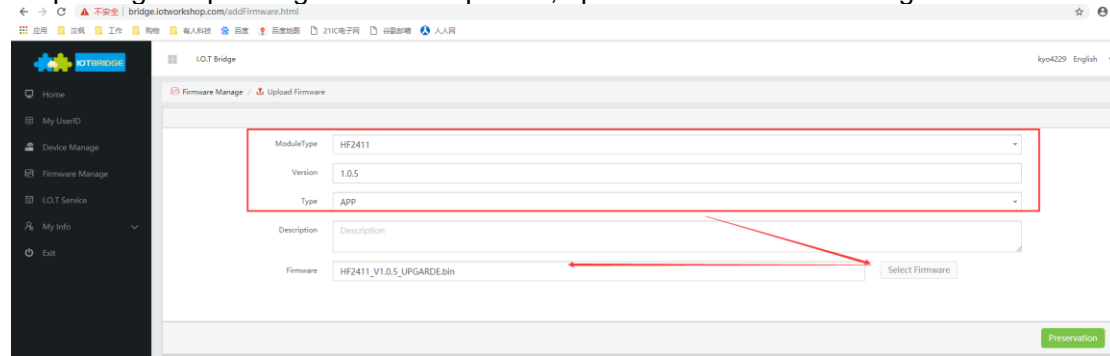 ← → C ▲ 不安全 | bridge.iotworkshop.com/addFirmware.html
应用 汉枫 工作 购物 有人科技 百度 百度地图 21IC电子网 谷歌邮箱 人人网
IOTBRIDGE
I.O.T Bridge
kyo4229 English
Home
My UserID
Device Manage
Firmware Manage
I.O.T Service
My Info
Exit
Firmware Manage / Upload Firmware
ModuleType HF2411
Version 1.0.5
Type APP
Description Description
Firmware HF2411_V1.0.5_UPGARDE.bin Select Firmware
Preservation